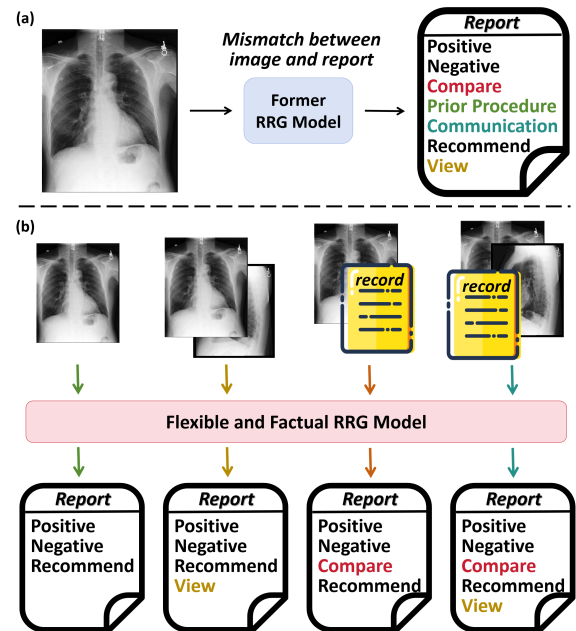 (a)
Mismatch between
image and report
Former
RRG Model
Report
Positive
Negative
Compare
Prior Procedure
Communication
Recommend
View
(b)
record
record
Flexible and Factual RRG Model
Report
Positive
Negative
Recommend
Report
Positive
Negative
Recommend
View
Report
Positive
Negative
Compare
Recommend
Report
Positive
Negative
Compare
Recommend
View